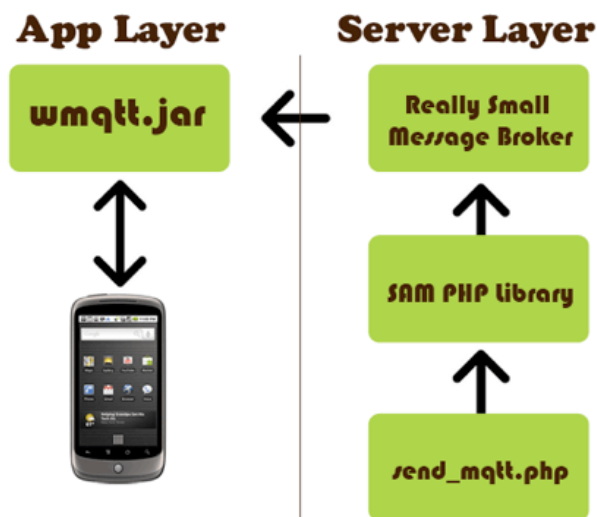 App Layer
Server Layer
wmqtt.jar
Really Small
Message Broker
SAM PHP Library
send_mqtt.php